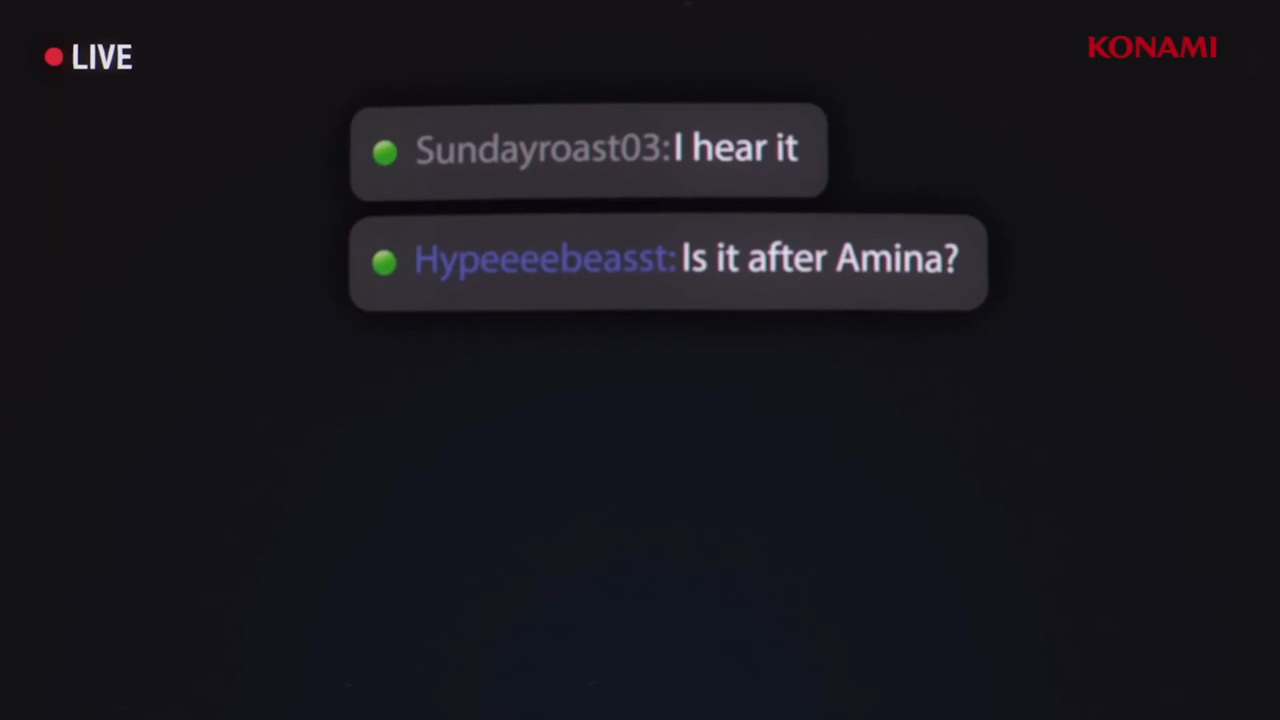 LIVE
KONAMI
Sundayroast03: I hear it
Hypeeeebeasst: Is it after Amina?